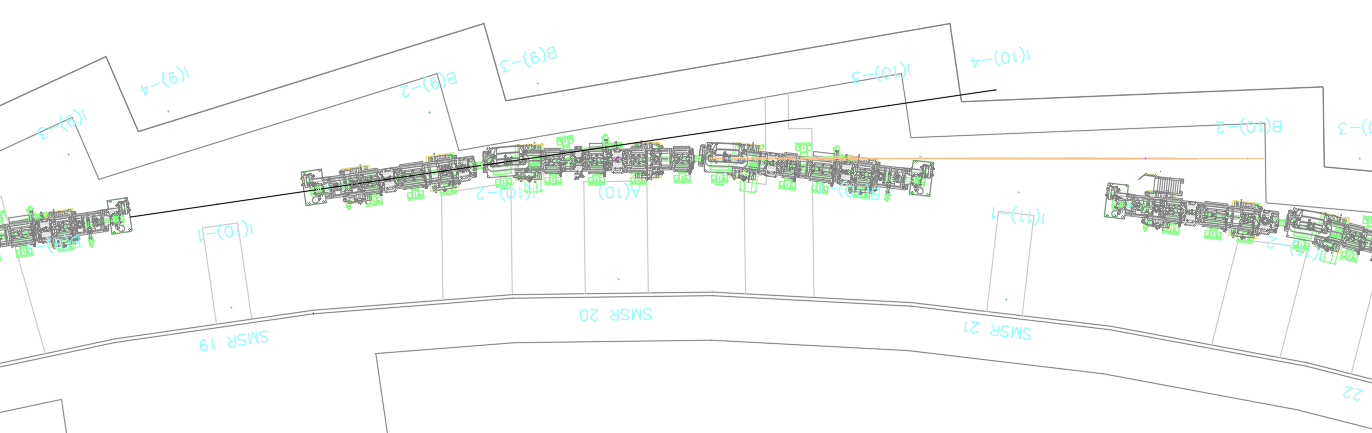 I(9)-4
B(9)-3
I(10)-4
I(10)-3
B(9)-2
I(9)-3
B(10)-2
)-3
I(10)-2
A(10)
I(10)-1
I(11)-1
SMSR 19
SMSR 20
SMSR 21
22